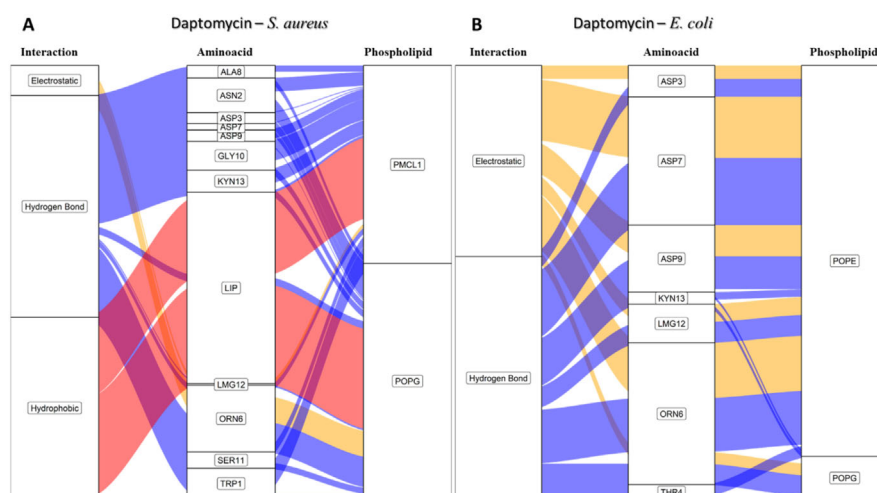 A
Daptomycin – S. aureus
Interaction
Aminoacid
Phospholipid
Electrostatic
Hydrogen Bond
Hydrophobic
ALA8
ASN2
ASP3
ASP7
ASP9
GLY10
KYN13
LIP
LMG12
ORN6
SER11
TRP1
PMCL1
POPG
B
Daptomycin – E. coli
Interaction
Aminoacid
Phospholipid
Electrostatic
Hydrogen Bond
ASP3
ASP7
ASP9
KYN13
LMG12
ORN6
THR4
POPE
POPG